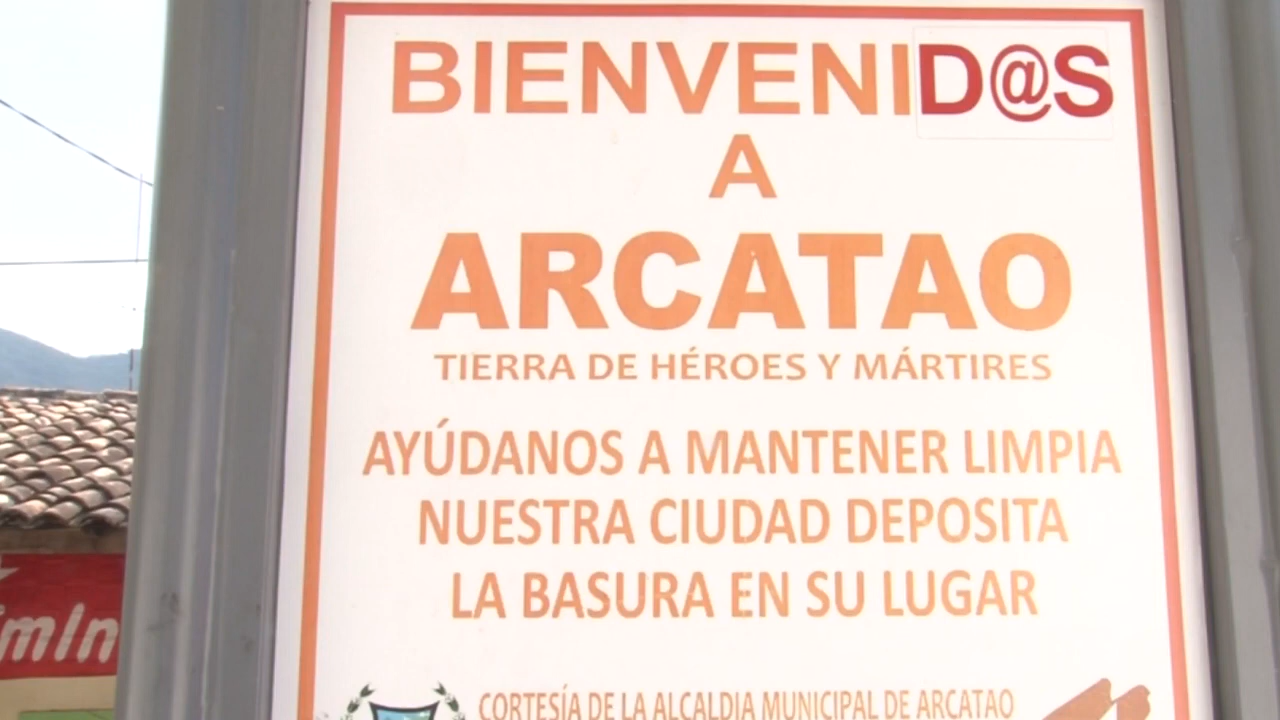 BIENVENID@S
A
ARCATAO
TIERRA DE HÉROES Y MÁRTIRES
AYÚDANOS A MANTENER LIMPIA
NUESTRA CIUDAD DEPOSITA
LA BASURA EN SU LUGAR
CORTESÍA DE LA ALCALDIA MUNICIPAL DE ARCATAO